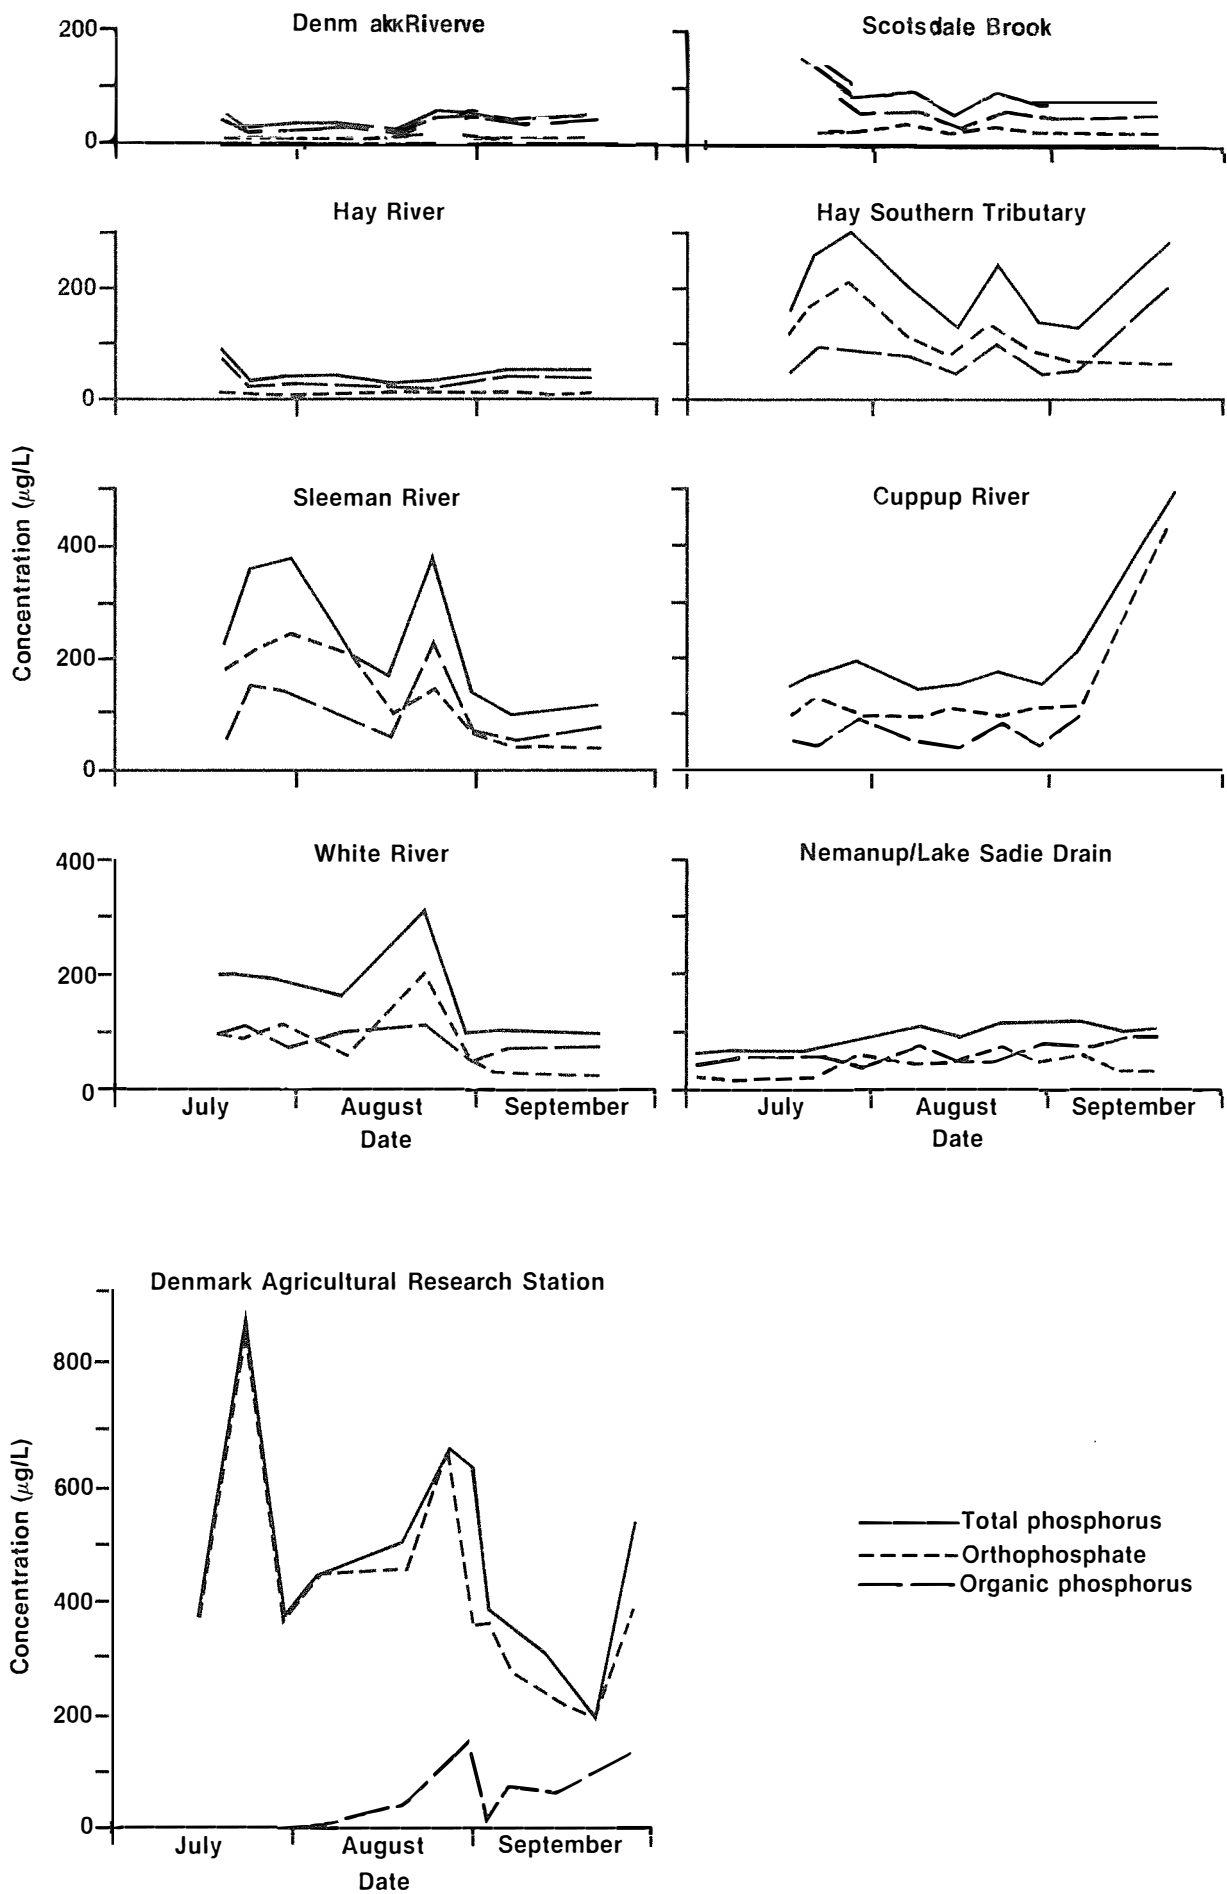 Denmark River
Scotsdale Brook
200
0
Hay River
Hay Southern Tributary
200
0
Concentration (μg/L)
Sleeman River
Cuppup River
400
200
0
White River
Nemanup/Lake Sadie Drain
400
200
0
July August September
Date
July August September
Date
Denmark Agricultural Research Station
Concentration (μg/L)
800
600
400
200
0
July August September
Date
Total phosphorus
Orthophosphate
Organic phosphorus